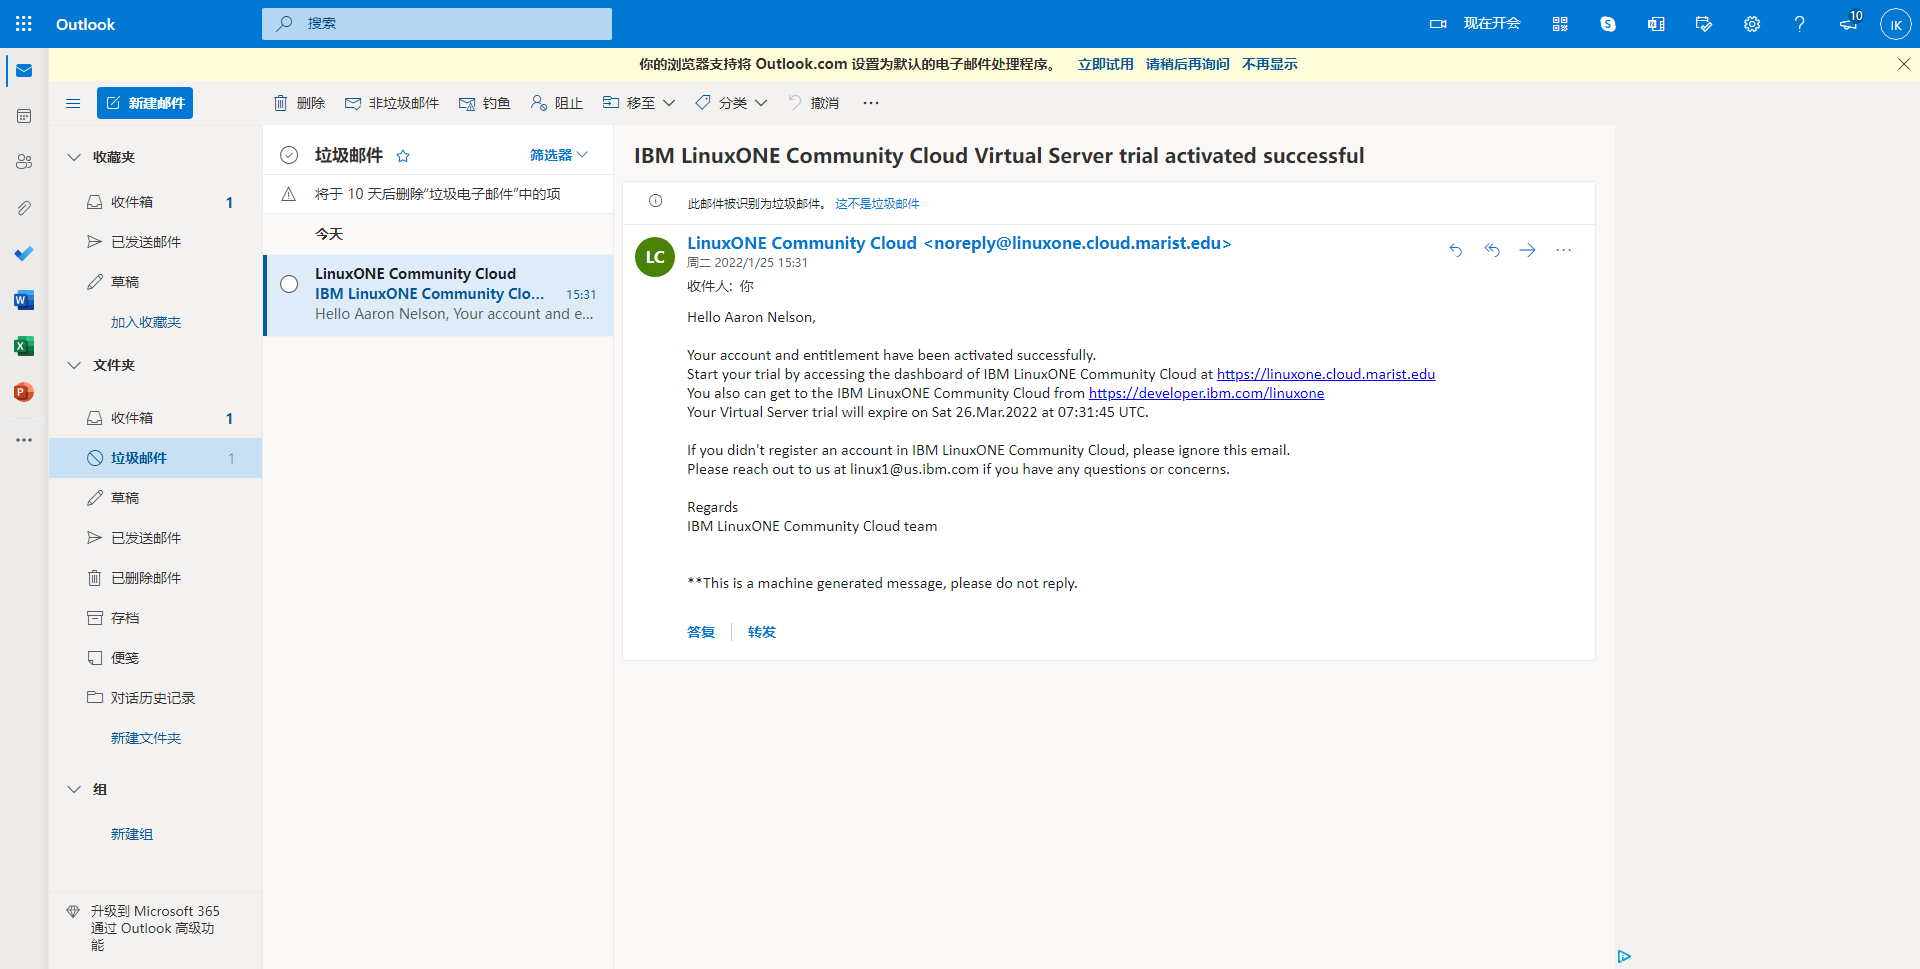 Outlook
搜索
现在开会
10
IK
你的浏览器支持将 Outlook.com 设置为默认的电子邮件处理程序。 立即试用 请稍后再询问 不再显示
新建邮件
删除 非垃圾邮件 钓鱼 阻止 移至 分类 撤消 ...
收藏夹
收件箱 1
已发送邮件
草稿
加入收藏夹
文件夹
收件箱 1
垃圾邮件 1
草稿
已发送邮件
已删除邮件
存档
便笺
对话历史记录
新建文件夹
组
新建组
升级到 Microsoft 365
通过 Outlook 高级功
能
垃圾邮件 筛选器
将于 10 天后删除“垃圾电子邮件”中的项
今天
LinuxONE Community Cloud
IBM LinuxONE Community Clo... 15:31
Hello Aaron Nelson, Your account and e...
IBM LinuxONE Community Cloud Virtual Server trial activated successful
此邮件被识别为垃圾邮件。 这不是垃圾邮件
LC
LinuxONE Community Cloud <noreply@linuxone.cloud.marist.edu>
周二 2022/1/25 15:31
收件人: 你
Hello Aaron Nelson,
Your account and entitlement have been activated successfully.
Start your trial by accessing the dashboard of IBM LinuxONE Community Cloud at https://linuxone.cloud.marist.edu
You also can get to the IBM LinuxONE Community Cloud from https://developer.ibm.com/linuxone
Your Virtual Server trial will expire on Sat 26.Mar.2022 at 07:31:45 UTC.
If you didn't register an account in IBM LinuxONE Community Cloud, please ignore this email.
Please reach out to us at linux1@us.ibm.com if you have any questions or concerns.
Regards
IBM LinuxONE Community Cloud team
**This is a machine generated message, please do not reply.
答复 转发